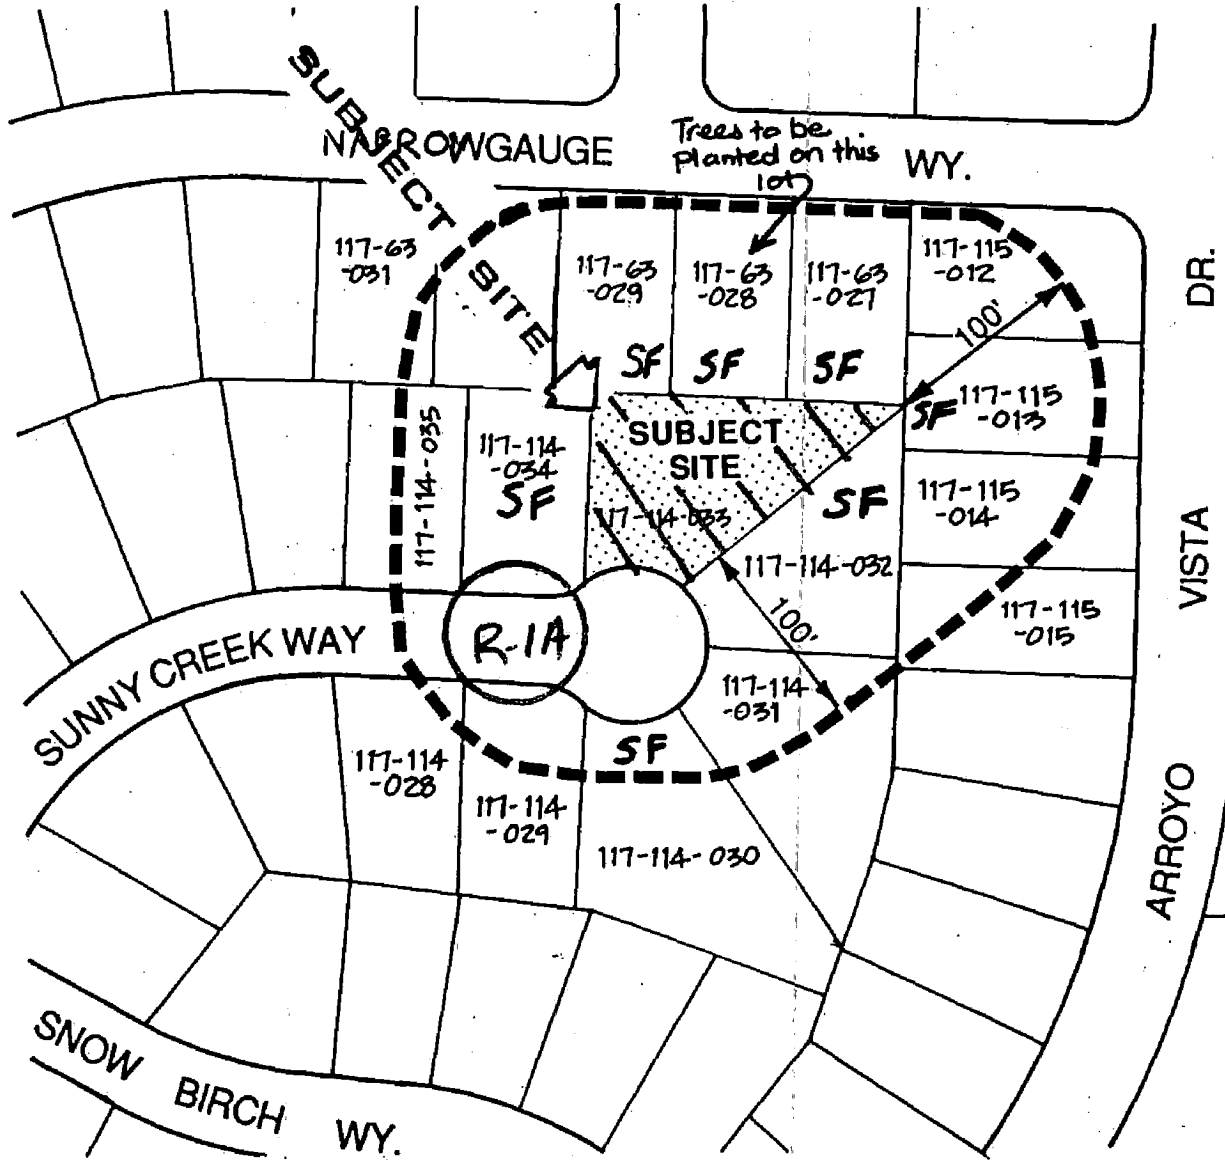 SUBJECT SITE
NARROWGAUGE
WY.
Trees to be
planted on this
lot
117-63
-031
117-63
-029
117-63
-028
117-63
-027
117-115
-012
100'
SF
SF
SF
SF
117-115
-013
DR.
117-114-035
117-114
-034
SF
SUBJECT
SITE
117-114-033
SF
117-115
-014
117-114-032
VISTA
SUNNY CREEK WAY
R-1A
100'
117-115
-015
117-114
-031
SF
117-114
-028
117-114
-029
117-114-030
ARROYO
SNOW BIRCH WY.